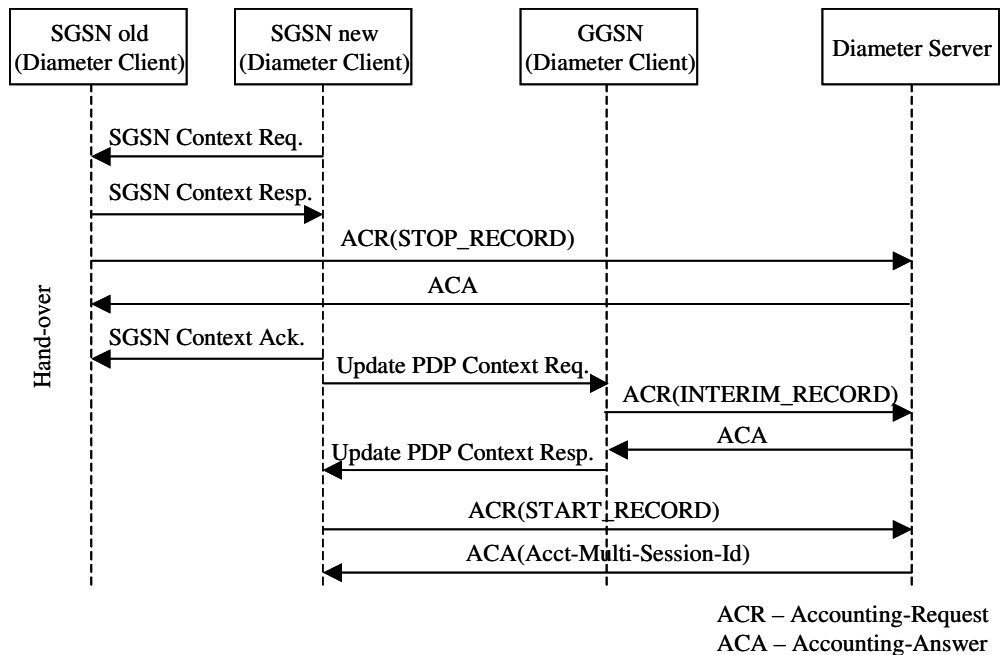 SGSN old
(Diameter Client)
SGSN new
(Diameter Client)
GGSN
(Diameter Client)
Diameter Server
SGSN Context Req.
SGSN Context Resp.
ACR(STOP_RECORD)
ACA
Hand-over
SGSN Context Ack.
Update PDP Context Req.
ACR(INTERIM_RECORD)
ACA
Update PDP Context Resp.
ACR(START_RECORD)
ACA(Acct-Multi-Session-Id)
ACR – Accounting-Request
ACA – Accounting-Answer